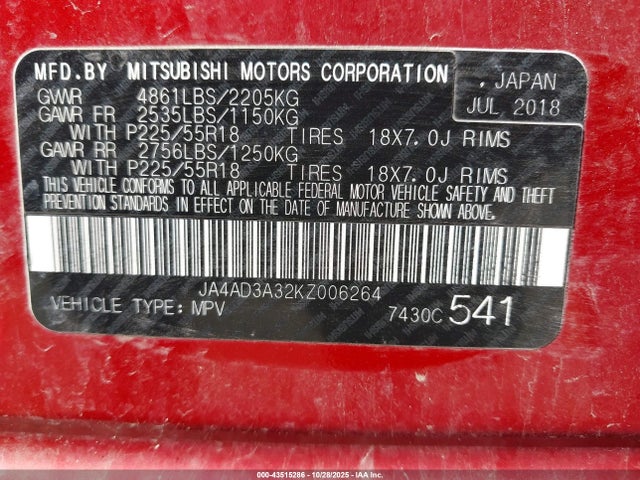 MFD.BY MITSUBISHI MOTORS CORPORATION , JAPAN
GVWR 4861LBS/2205KG JUL 2018
GAWR FR 2535LBS/1150KG
WITH P225/55R18 TIRES 18X7.0J RIMS
GAWR RR 2756LBS/1250KG
WITH P225/55R18 TIRES 18X7.0J RIMS
THIS VEHICLE CONFORMS TO ALL APPLICABLE FEDERAL MOTOR VEHICLE SAFETY AND THEFT
PREVENTION STANDARDS IN EFFECT ON THE DATE OF MANUFACTURE SHOWN ABOVE.
JA4AD3A32KZ006264
VEHICLE TYPE: MPV 7430C 541
000-43515286 | 10/28/2025 | IAAI